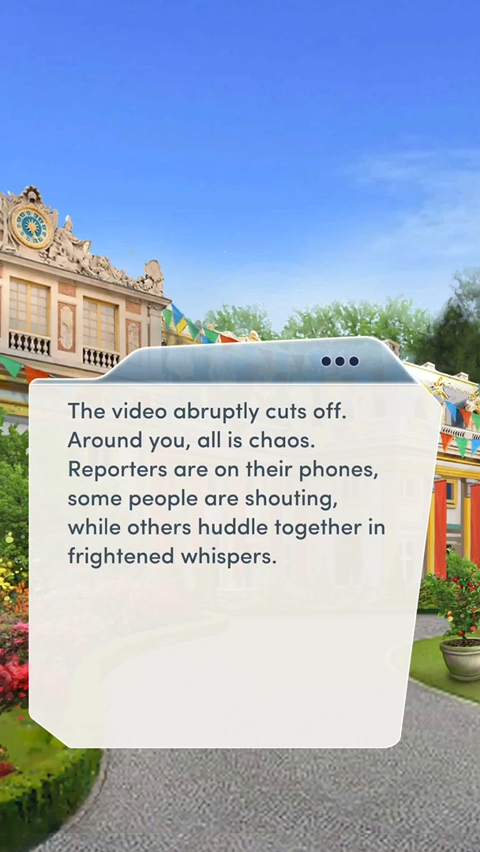 The video abruptly cuts off.
Around you, all is chaos.
Reporters are on their phones,
some people are shouting,
while others huddle together in
frightened whispers.